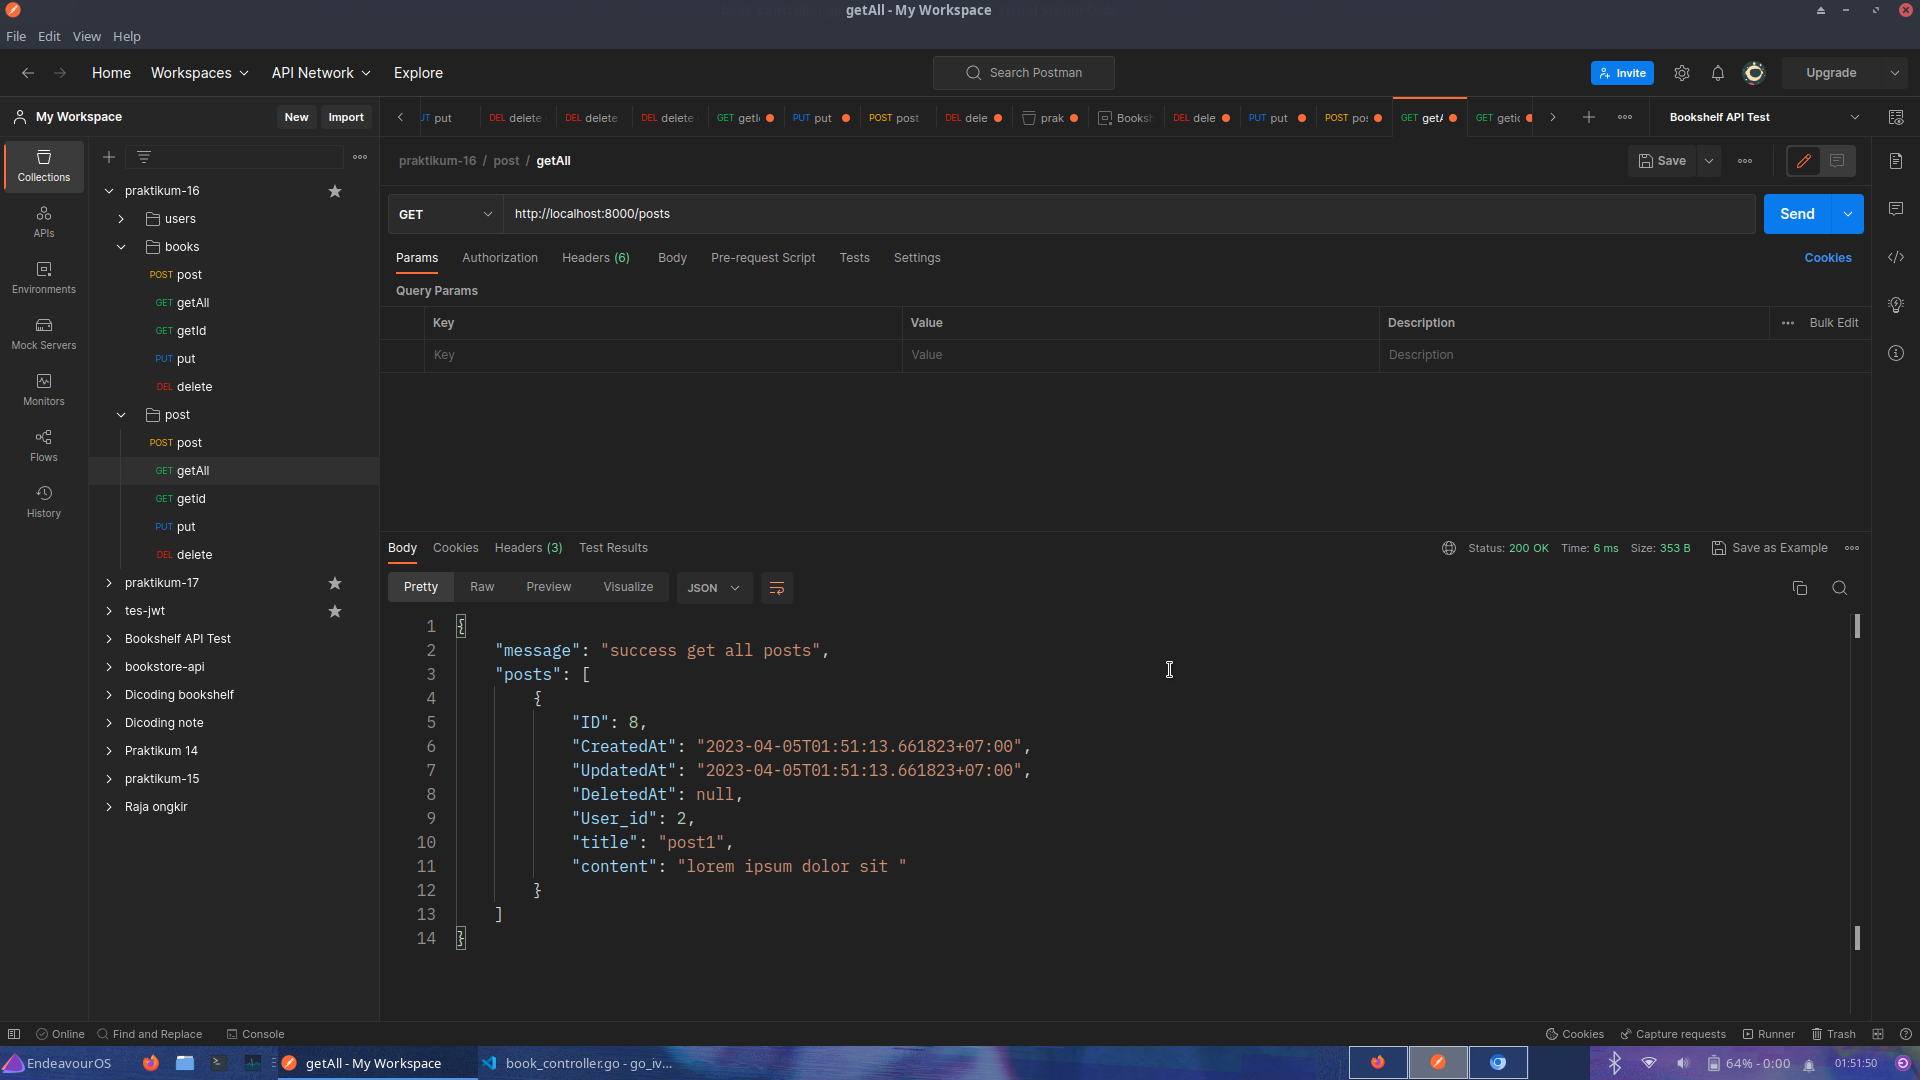 getAll - My Workspace
File Edit View Help
Home Workspaces API Network Explore
Search Postman
Invite
Upgrade
My Workspace New Import
put
DEL delete
DEL delete
DEL delete
GET getI
PUT put
POST post
DEL dele
prak
Booksh
DEL dele
PUT put
POST pos
GET getA
GET getid
Bookshelf API Test
Collections
APIs
Environments
Mock Servers
Monitors
Flows
History
praktikum-16
users
books
POST post
GET getAll
GET getId
PUT put
DEL delete
post
POST post
GET getAll
GET getid
PUT put
DEL delete
praktikum-17
tes-jwt
Bookshelf API Test
bookstore-api
Dicoding bookshelf
Dicoding note
Praktikum 14
praktikum-15
Raja ongkir
praktikum-16 / post / getAll
Save
GET http://localhost:8000/posts
Send
Params Authorization Headers (6) Body Pre-request Script Tests Settings
Cookies
Query Params
Key Value Description Bulk Edit
Key Value Description
Body Cookies Headers (3) Test Results
Status: 200 OK Time: 6 ms Size: 353 B Save as Example
Pretty Raw Preview Visualize JSON
1 {
2 "message": "success get all posts",
3 "posts": [
4 {
5 "ID": 8,
6 "CreatedAt": "2023-04-05T01:51:13.661823+07:00",
7 "UpdatedAt": "2023-04-05T01:51:13.661823+07:00",
8 "DeletedAt": null,
9 "User_id": 2,
10 "title": "post1",
11 "content": "lorem ipsum dolor sit "
12 }
13 ]
14 }
Online Find and Replace Console
Cookies Capture requests Runner Trash
EndeavourOS
getAll - My Workspace
book_controller.go - go_iv...
64% - 0:00
01:51:50